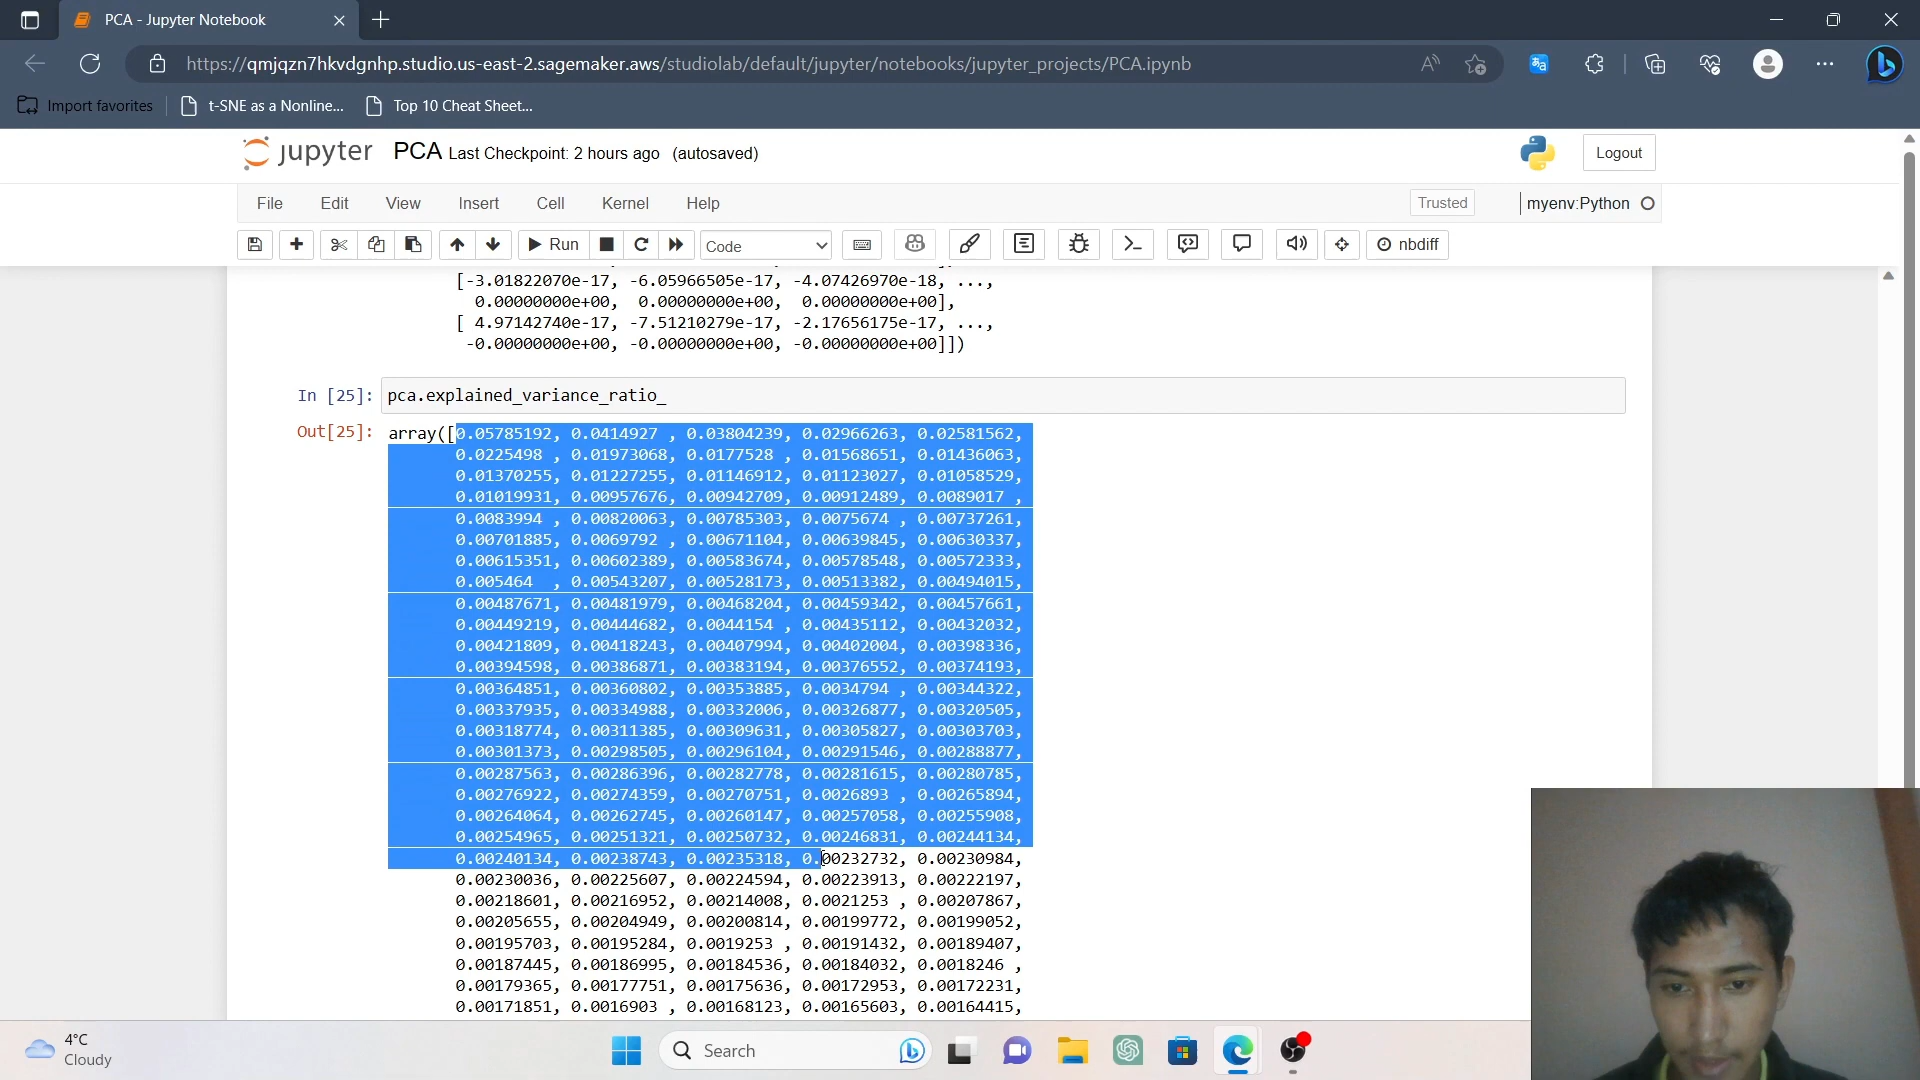 PCA - Jupyter Notebook
https://qmjqzn7hkvdgnhp.studio.us-east-2.sagemaker.aws/studiolab/default/jupyter/notebooks/jupyter_projects/PCA.ipynb
Import favorites
t-SNE as a Nonline...
Top 10 Cheat Sheet...
jupyter PCA Last Checkpoint: 2 hours ago (autosaved)
Logout
File Edit View Insert Cell Kernel Help
Trusted
myenv:Python
Run
Code
nbdiff
[-3.01822070e-17, -6.05966505e-17, -4.07426970e-18, ...,
0.00000000e+00, 0.00000000e+00, 0.00000000e+00],
[ 4.97142740e-17, -7.51210279e-17, -2.17656175e-17, ...,
-0.00000000e+00, -0.00000000e+00, -0.00000000e+00]])
In [25]: pca.explained_variance_ratio_
Out[25]: array([0.05785192, 0.0414927 , 0.03804239, 0.02966263, 0.02581562,
0.0225498 , 0.01973068, 0.0177528 , 0.01568651, 0.01436063,
0.01370255, 0.01227255, 0.01146912, 0.01123027, 0.01058529,
0.01019931, 0.00957676, 0.00942709, 0.00912489, 0.0089017 ,
0.0083994 , 0.00820063, 0.00785303, 0.0075674 , 0.00737261,
0.00701885, 0.0069792 , 0.00671104, 0.00639845, 0.00630337,
0.00615351, 0.00602389, 0.00583674, 0.00578548, 0.00572333,
0.005464 , 0.00543207, 0.00528173, 0.00513382, 0.00494015,
0.00487671, 0.00481979, 0.00468204, 0.00459342, 0.00457661,
0.00449219, 0.00444682, 0.0044154 , 0.00435112, 0.00432032,
0.00421809, 0.00418243, 0.00407994, 0.00402004, 0.00398336,
0.00394598, 0.00386871, 0.00383194, 0.00376552, 0.00374193,
0.00364851, 0.00360802, 0.00353885, 0.0034794 , 0.00344322,
0.00337935, 0.00334988, 0.00332006, 0.00326877, 0.00320505,
0.00318774, 0.00311385, 0.00309631, 0.00305827, 0.00303703,
0.00301373, 0.00298505, 0.00296104, 0.00291546, 0.00288877,
0.00287563, 0.00286396, 0.00282778, 0.00281615, 0.00280785,
0.00276922, 0.00274359, 0.00270751, 0.0026893 , 0.00265894,
0.00264064, 0.00262745, 0.00260147, 0.00257058, 0.00255908,
0.00254965, 0.00251321, 0.00250732, 0.00246831, 0.00244134,
0.00240134, 0.00238743, 0.00235318, 0.00232732, 0.00230984,
0.00230036, 0.00225607, 0.00224594, 0.00223913, 0.00222197,
0.00218601, 0.00216952, 0.00214008, 0.0021253 , 0.00207867,
0.00205655, 0.00204949, 0.00200814, 0.00199772, 0.00199052,
0.00195703, 0.00195284, 0.0019253 , 0.00191432, 0.00189407,
0.00187445, 0.00186995, 0.00184536, 0.00184032, 0.0018246 ,
0.00179365, 0.00177751, 0.00175636, 0.00172953, 0.00172231,
0.00171851, 0.0016903 , 0.00168123, 0.00165603, 0.00164415,
4°C
Cloudy
Search